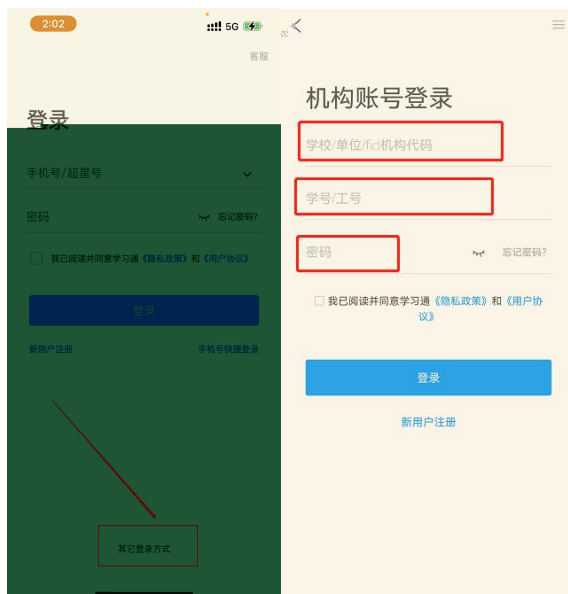 2:02
5G
客服
登录
手机号/超星号
密码
忘记密码?
我已阅读并同意学习通《隐私政策》和《用户协议》
登录
新用户注册
手机号快捷登录
其它登录方式
机构账号登录
学校/单位/fid机构代码
学号/工号
密码
忘记密码?
我已阅读并同意学习通《隐私政策》和《用户协
议》
登录
新用户注册